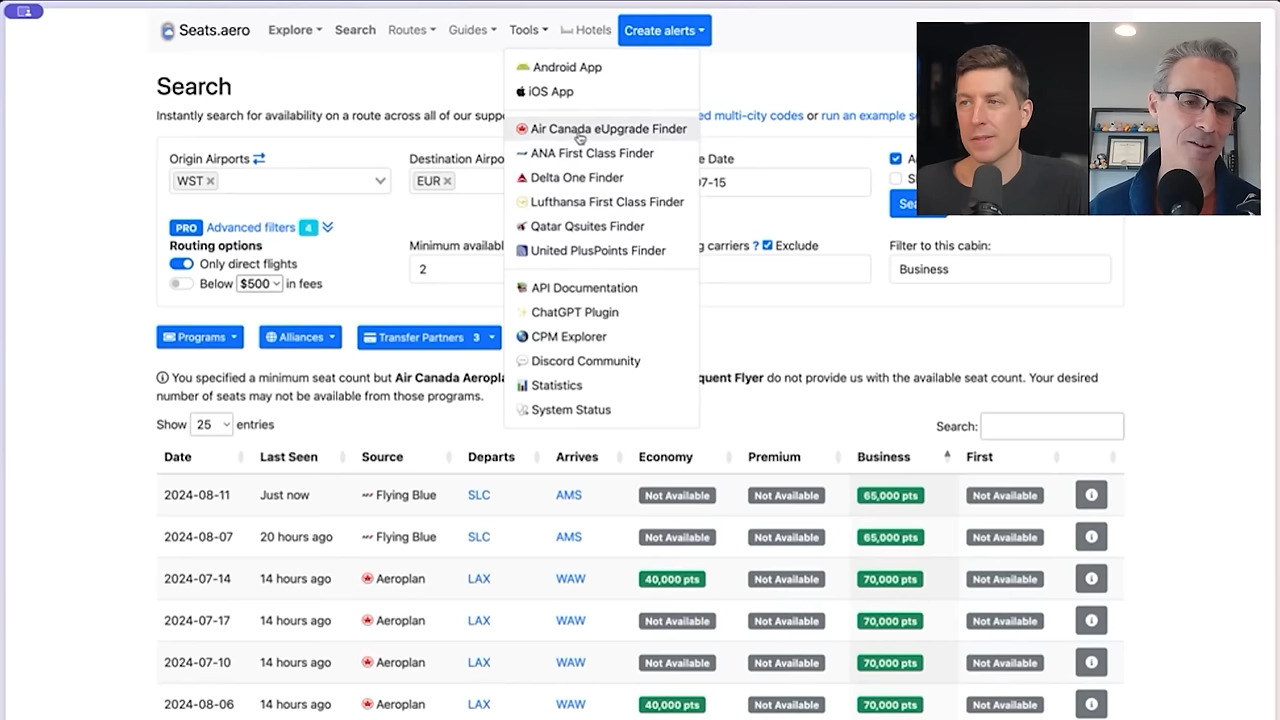 Seats.aero Explore Search Routes Guides Tools Hotels Create alerts
Android App
iOS App
Air Canada eUpgrade Finder
ANA First Class Finder
Delta One Finder
Lufthansa First Class Finder
Qatar Qsuites Finder
United PlusPoints Finder
API Documentation
ChatGPT Plugin
CPM Explorer
Discord Community
Statistics
System Status
Search
Instantly search for availability on a route across all of our multi-city codes or run an example
Origin Airports Destination Date
WST EUR 7-15
PRO Advanced filters 4
Routing options Minimum carriers ? Exclude Filter to this cabin:
Only direct flights 2 Business
Below $500 in fees
Programs Alliances Transfer Partners 3
You specified a minimum seat count but Air Canada Flyer do not provide us with the available seat count. Your desired
number of seats may not be available from those programs.
Show 25 entries Search:
Date Last Seen Source Departs Arrives Economy Premium Business First
2024-08-11 Just now Flying Blue SLC AMS Not Available Not Available 65,000 pts Not Available
2024-08-07 20 hours ago Flying Blue SLC AMS Not Available Not Available 65,000 pts Not Available
2024-07-14 14 hours ago Aeroplan LAX WAW 40,000 pts Not Available 70,000 pts Not Available
2024-07-17 14 hours ago Aeroplan LAX WAW Not Available Not Available 70,000 pts Not Available
2024-07-10 14 hours ago Aeroplan LAX WAW Not Available Not Available 70,000 pts Not Available
2024-08-06 14 hours ago Aeroplan LAX WAW 40,000 pts Not Available 70,000 pts Not Available